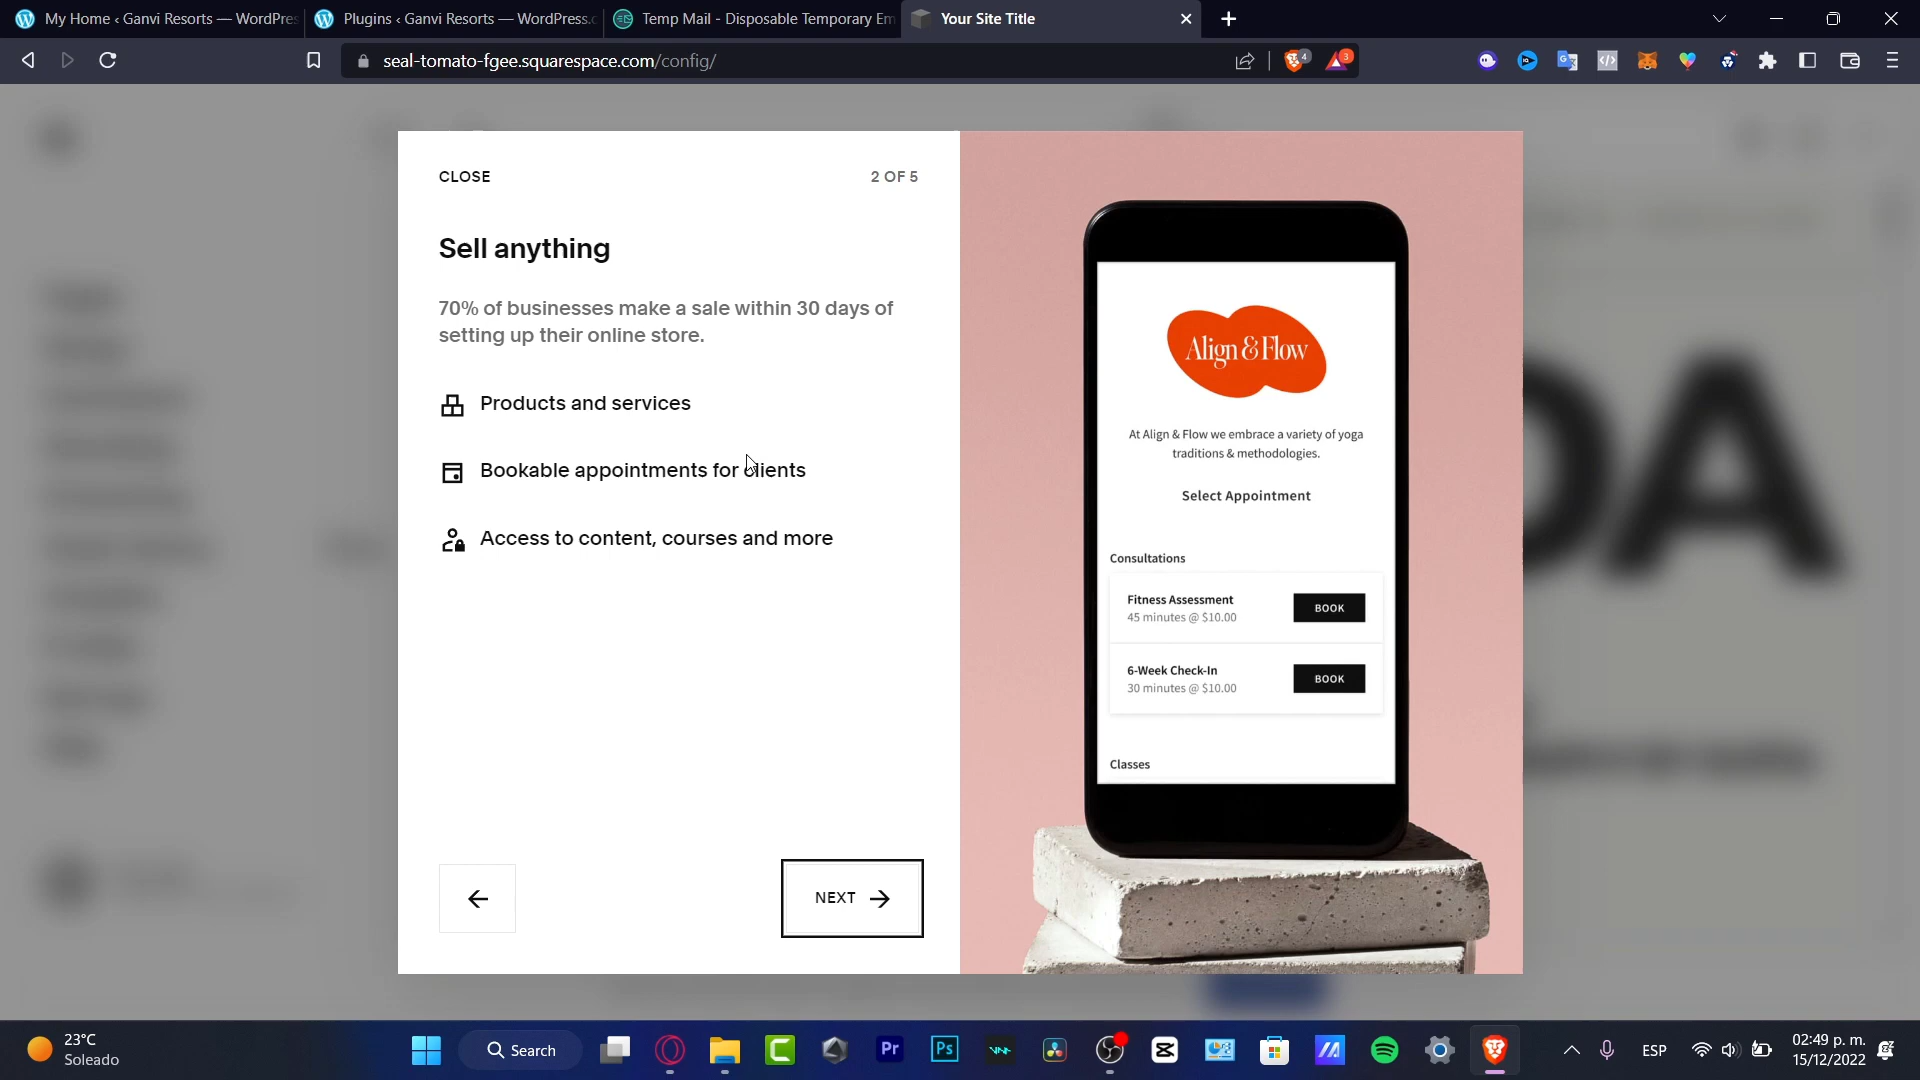 My Home ‹ Ganvi Resorts — WordPres
Plugins ‹ Ganvi Resorts — WordPress.c
Temp Mail - Disposable Temporary Em
Your Site Title
seal-tomato-fgee.squarespace.com/config/
4
3
CLOSE
2 OF 5
Sell anything
70% of businesses make a sale within 30 days of
setting up their online store.
Products and services
Bookable appointments for clients
Access to content, courses and more
NEXT
Align & Flow
At Align & Flow we embrace a variety of yoga
traditions & methodologies.
Select Appointment
Consultations
Fitness Assessment
45 minutes @ $10.00
BOOK
6-Week Check-In
30 minutes @ $10.00
BOOK
Classes
23°C
Soleado
Search
Pr
Ps
ESP
02:49 p. m.
15/12/2022